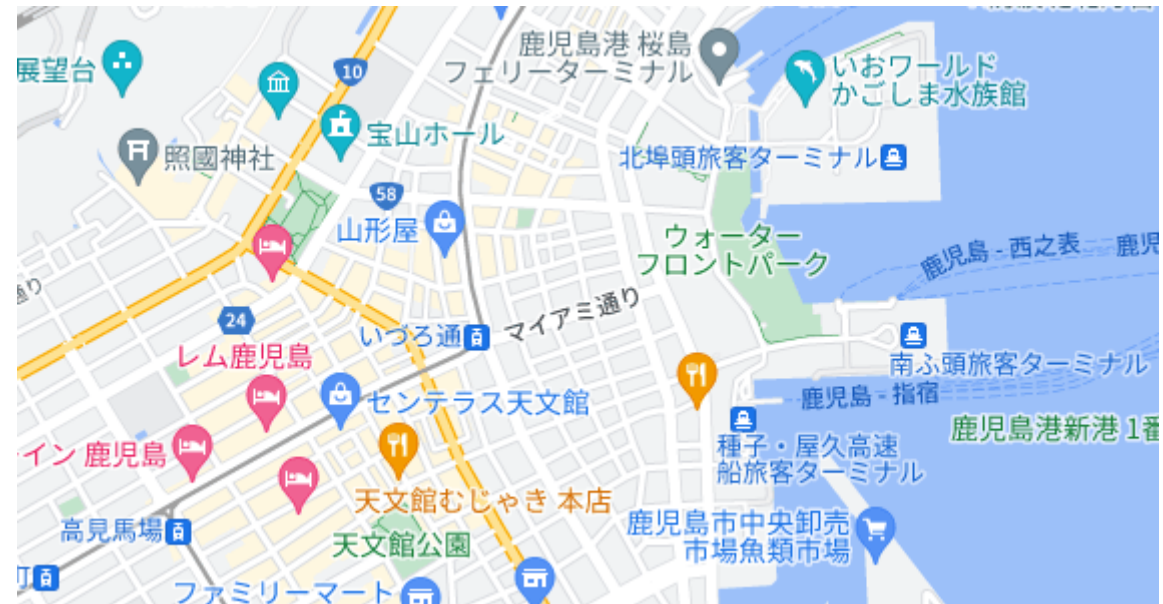 鹿児島港 桜島
フェリーターミナル
展望台
10
いおワールド
かごしま水族館
宝山ホール
照國神社
北埠頭旅客ターミナル
58
山形屋
ウォーター
フロントパーク
鹿児島 - 西之表
鹿児
通り
24
いづろ通
マイアミ通り
レム鹿児島
南ふ頭旅客ターミナル
センテラス天文館
鹿児島 - 指宿
鹿児島港新港 1番
イン 鹿児島
種子・屋久高速
船旅客ターミナル
天文館むじゃき 本店
高見馬場
天文館公園
鹿児島市中央卸売
市場魚類市場
町
ファミリーマート